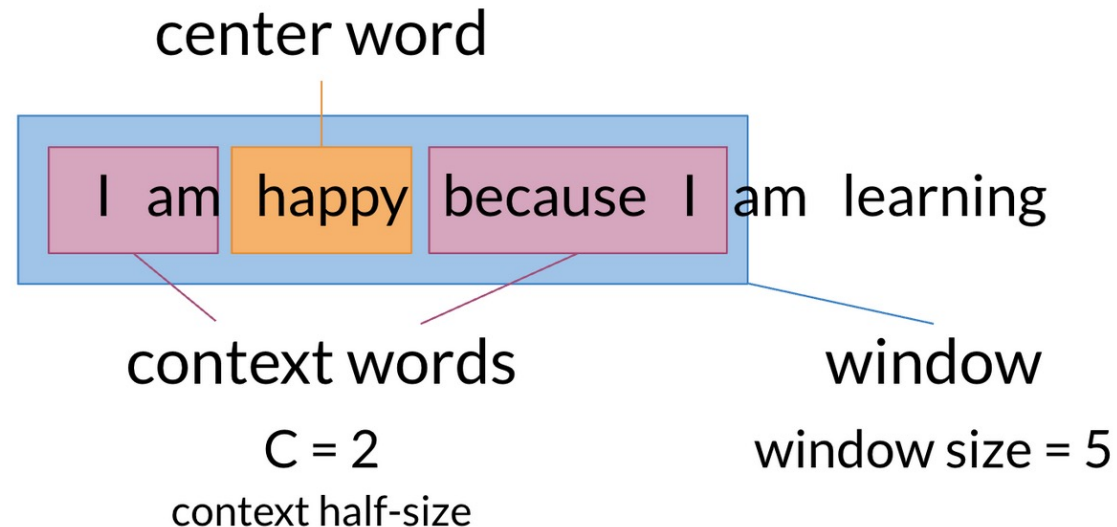 center word
I am happy because I am learning
context words
window
C = 2
window size = 5
context half-size